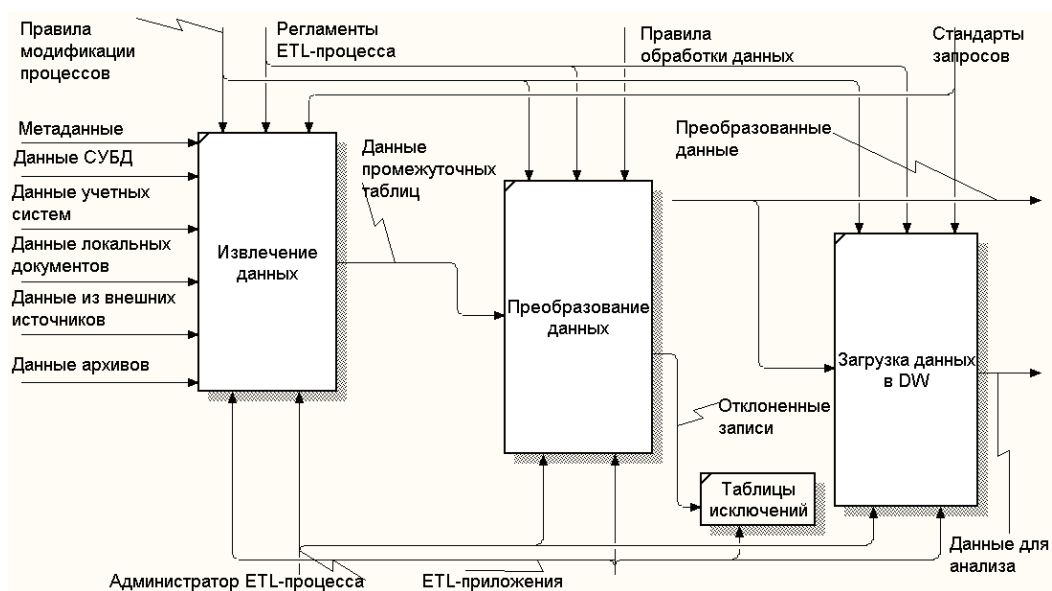 Правила
модификации
процессов
Регламенты
ETL-процесса
Правила
обработки данных
Стандарты
запросов
Метаданные
Данные СУБД
Данные учетных
систем
Данные локальных
документов
Данные из внешних
источников
Данные архивов
Извлечение
данных
Данные
промежуточных
таблиц
Преобразование
данных
Преобразованные
данные
Загрузка данных
в DW
Отклоненные
записи
Таблицы
исключений
Данные для
анализа
Администратор ETL-процесса
ETL-приложения